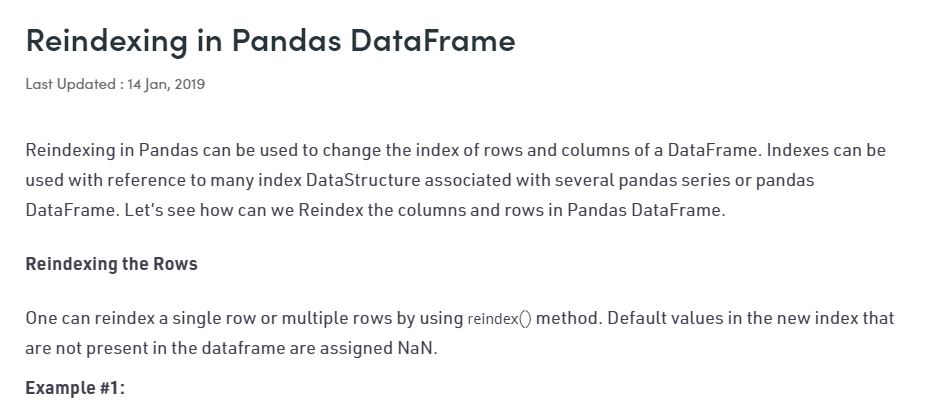 Reindexing in Pandas DataFrame
Last Updated : 14 Jan, 2019
Reindexing in Pandas can be used to change the index of rows and columns of a DataFrame. Indexes can be
used with reference to many index DataStructure associated with several pandas series or pandas
DataFrame. Let's see how can we Reindex the columns and rows in Pandas DataFrame.
Reindexing the Rows
One can reindex a single row or multiple rows by using reindex() method. Default values in the new index that
are not present in the dataframe are assigned NaN.
Example #1: